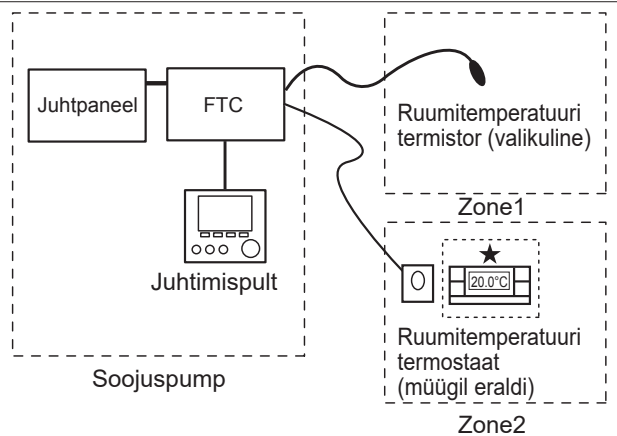 Juhtpaneel
FTC
Juhtimispult
Soojuspump
Ruumitemperatuuri
termistor (valikuline)
Zone1
20.0°C
Ruumitemperatuuri
termostaat
(müügil eraldi)
Zone2